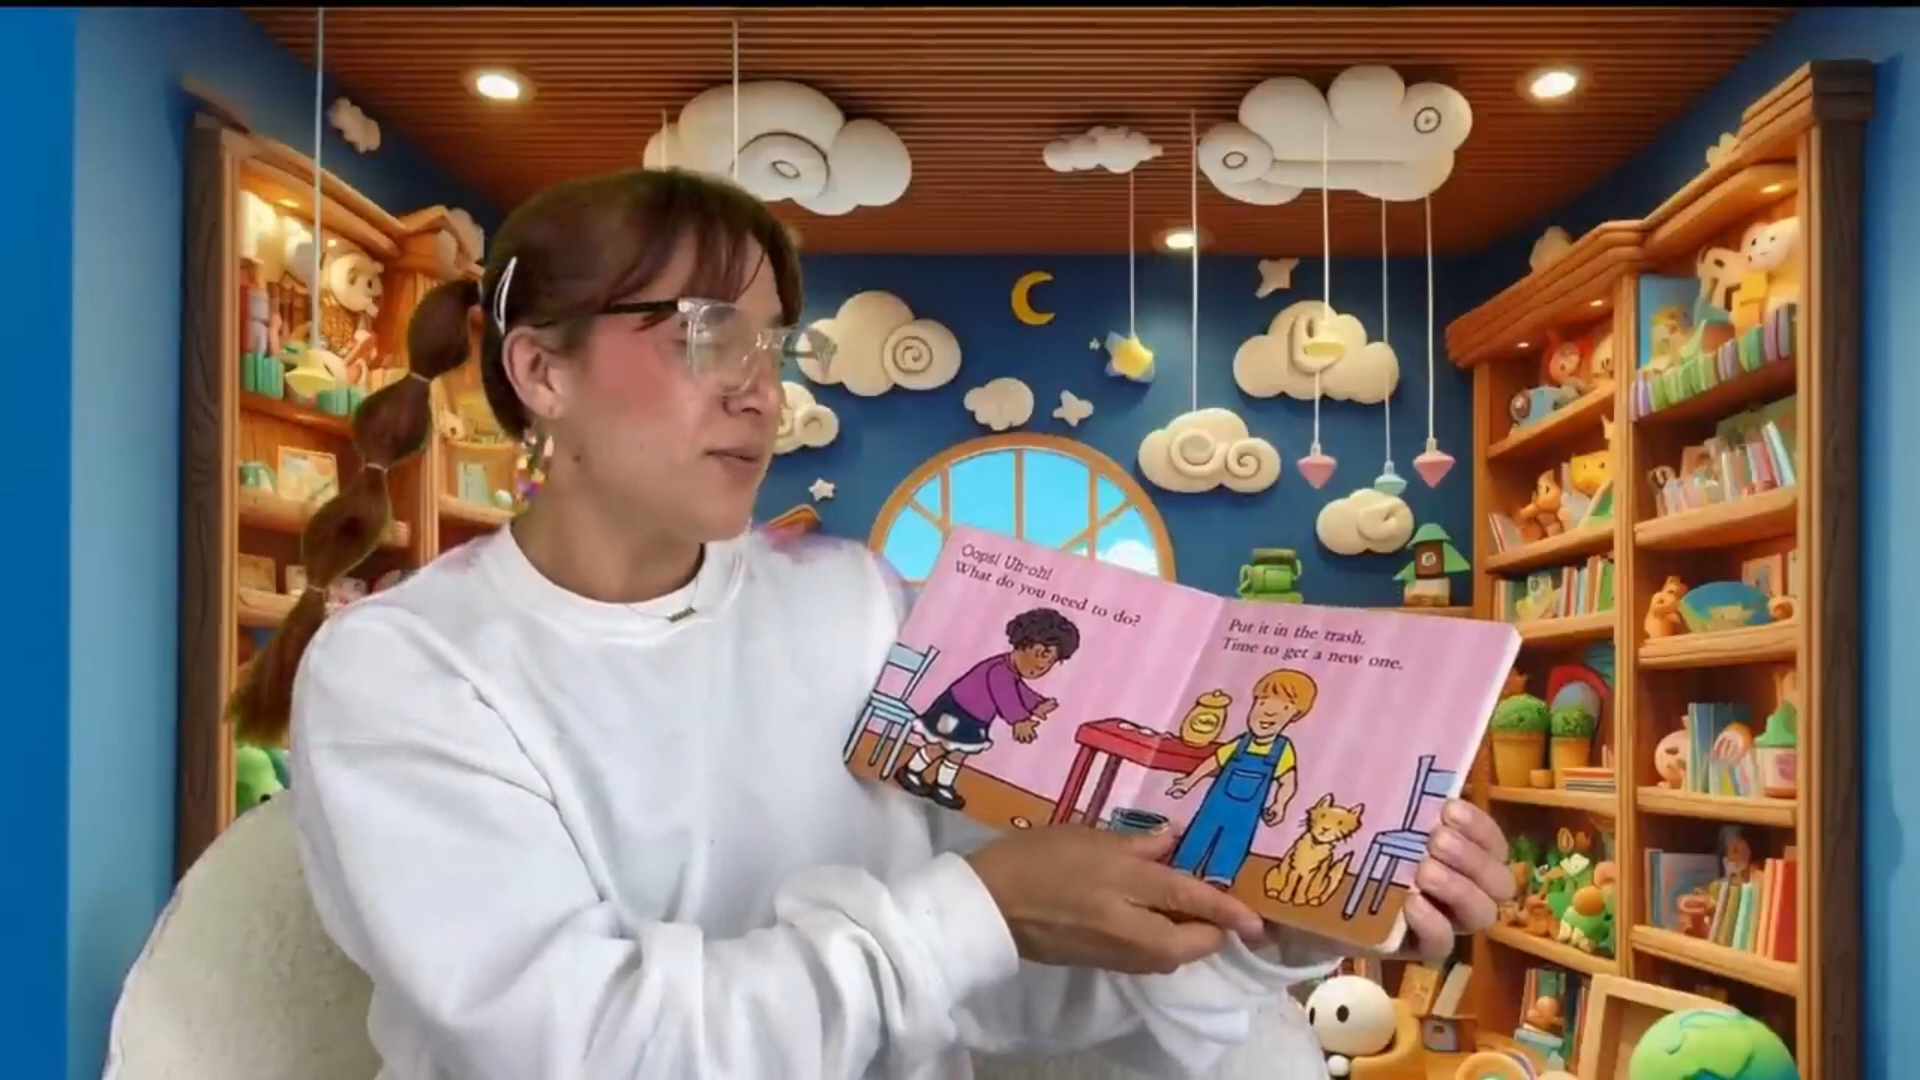 Oops! Uh-oh!
What do you need to do?
Put it in the trash.
Time to get a new one.